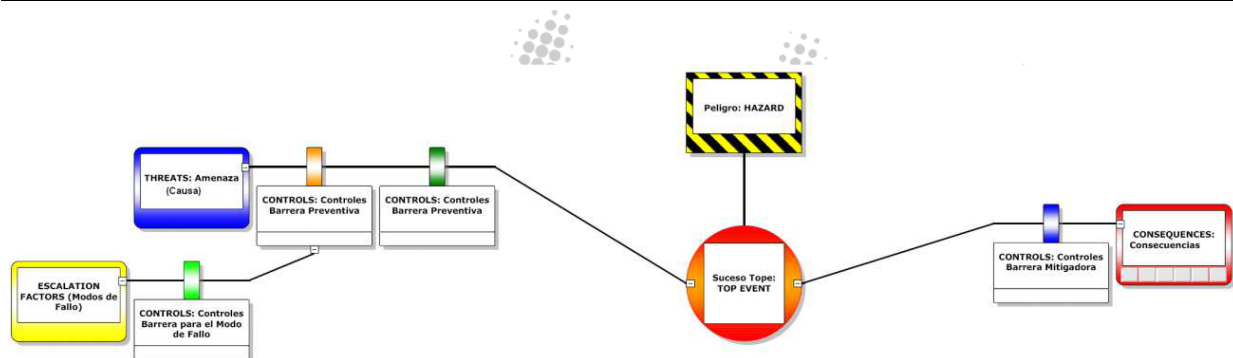 Peligro: HAZARD
THREATS: Amenaza
(Causa)
CONTROLS: Controles
Barrera Preventiva
CONTROLS: Controles
Barrera Preventiva
CONSEQUENCES:
Consecuencias
CONTROLS: Controles
Barrera Mitigadora
Suceso Tope:
TOP EVENT
ESCALATION
FACTORS (Modos de
Fallo)
CONTROLS: Controles
Barrera para el Modo
de Fallo